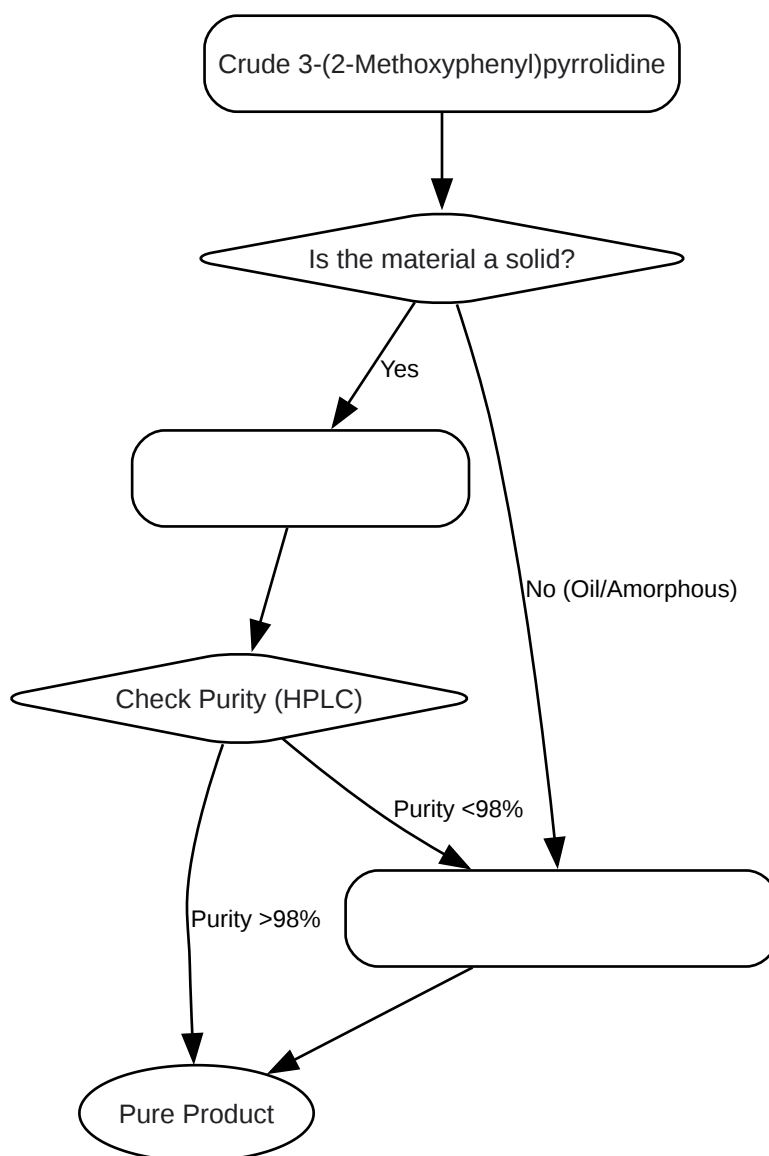 Crude 3-(2-Methoxyphenyl)pyrrolidine
Is the material a solid?
Yes
No (Oil/Amorphous)
Check Purity (HPLC)
Purity <98%
Purity >98%
Pure Product